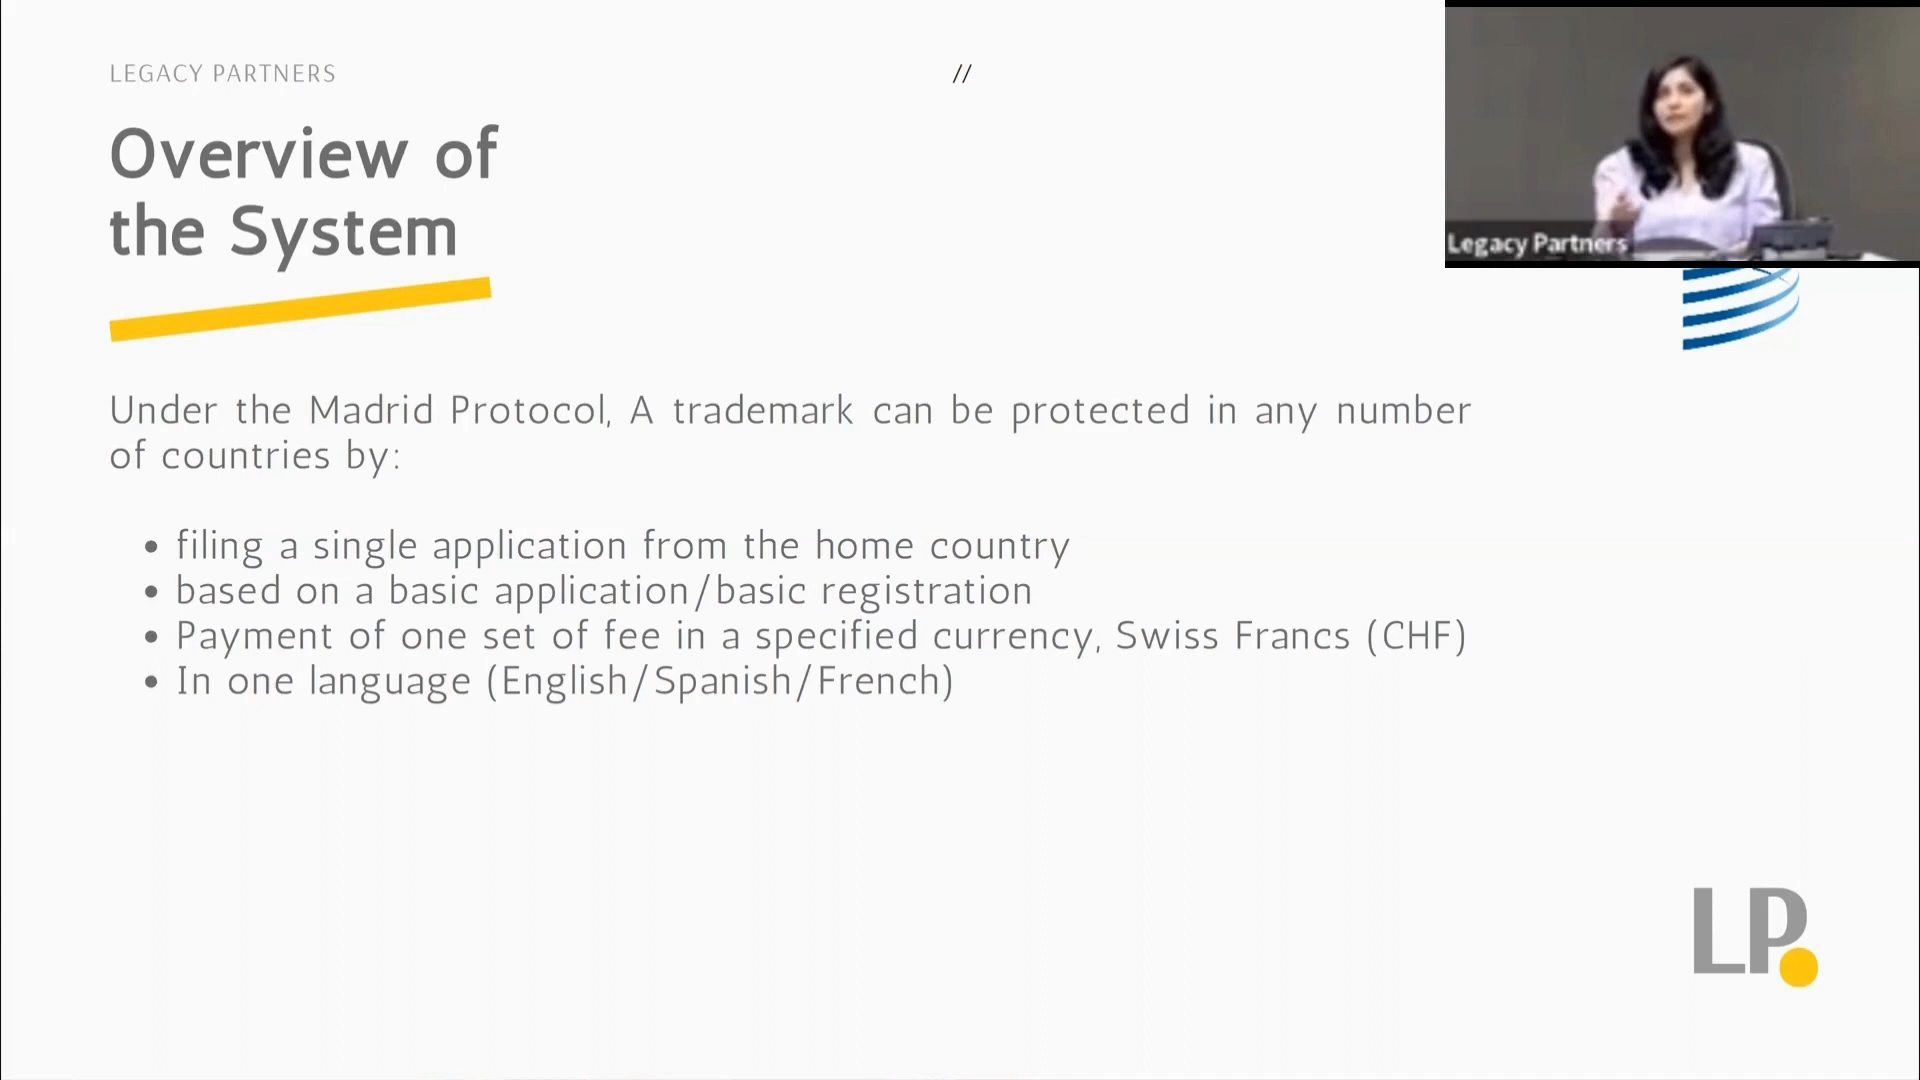 LEGACY PARTNERS
//
Overview of
the System
Legacy Partners
Under the Madrid Protocol, A trademark can be protected in any number
of countries by:
• filing a single application from the home country
• based on a basic application/basic registration
• Payment of one set of fee in a specified currency, Swiss Francs (CHF)
• In one language (English/Spanish/French)
LP.